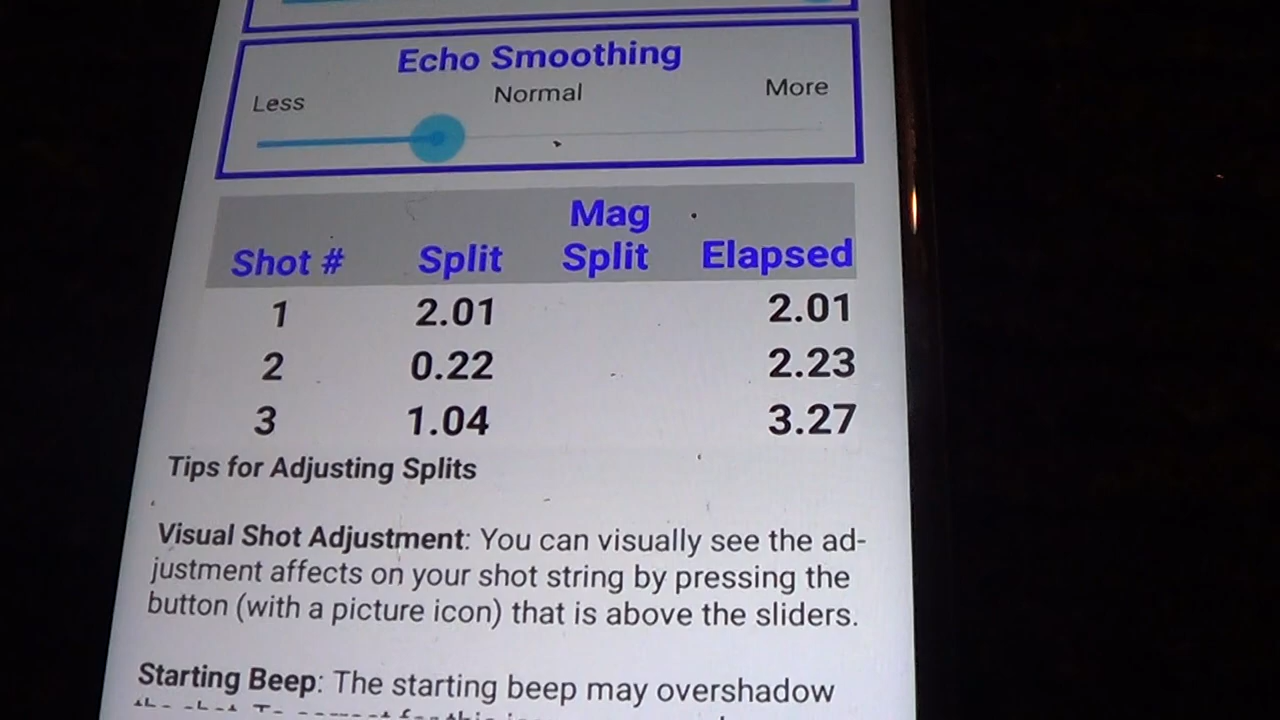 Echo Smoothing
Less Normal More
Mag
Shot # Split Split Elapsed
1 2.01 2.01
2 0.22 2.23
3 1.04 3.27
Tips for Adjusting Splits
Visual Shot Adjustment: You can visually see the ad-
justment affects on your shot string by pressing the
button (with a picture icon) that is above the sliders.
Starting Beep: The starting beep may overshadow